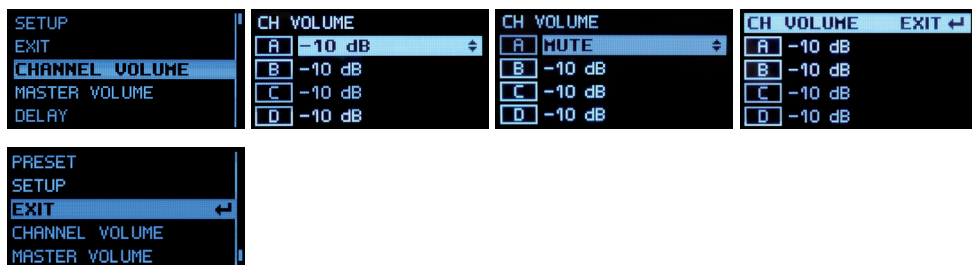 SETUP
EXIT
CHANNEL VOLUME
MASTER VOLUME
DELAY
CH VOLUME
A -10 dB
B -10 dB
C -10 dB
D -10 dB
CH VOLUME
A MUTE
B -10 dB
C -10 dB
D -10 dB
CH VOLUME EXIT ↵
A -10 dB
B -10 dB
C -10 dB
D -10 dB
PRESET
SETUP
EXIT ↵
CHANNEL VOLUME
MASTER VOLUME